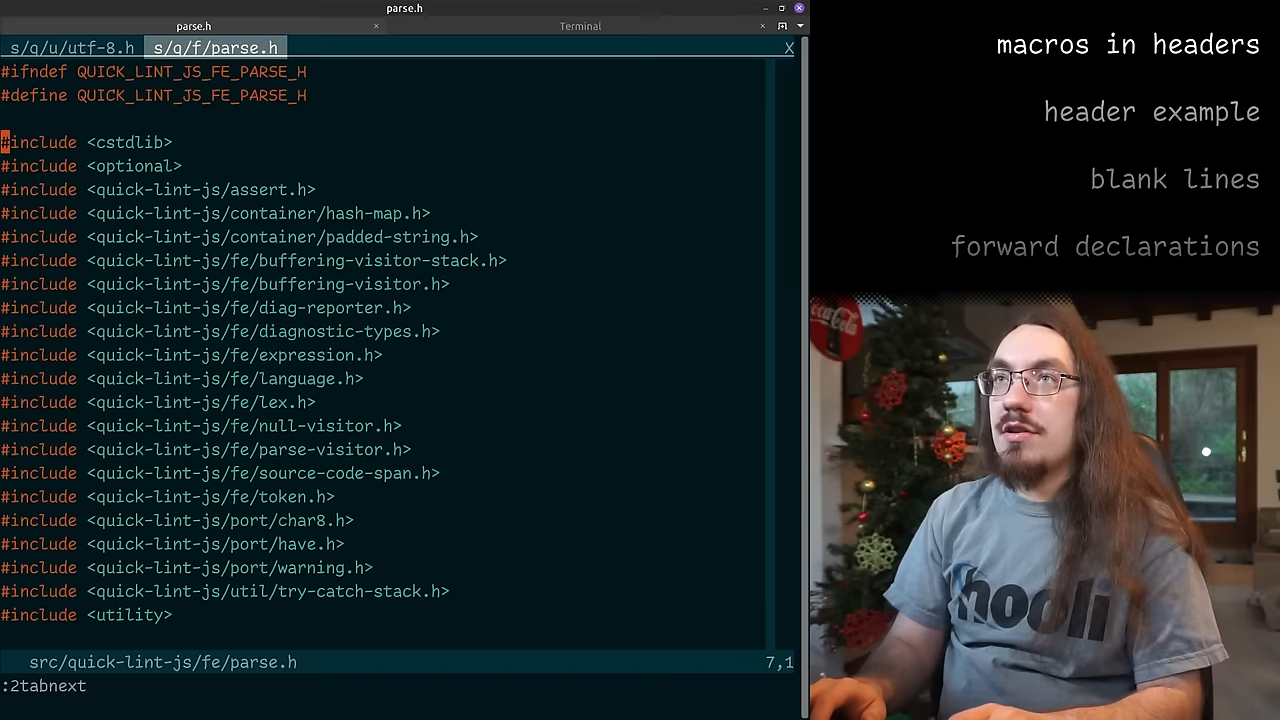 parse.h
parse.h
Terminal
s/q/u/utf-8.h
s/q/f/parse.h
X
#ifndef QUICK_LINT_JS_FE_PARSE_H
#define QUICK_LINT_JS_FE_PARSE_H
#include <cstdlib>
#include <optional>
#include <quick-lint-js/assert.h>
#include <quick-lint-js/container/hash-map.h>
#include <quick-lint-js/container/padded-string.h>
#include <quick-lint-js/fe/buffering-visitor-stack.h>
#include <quick-lint-js/fe/buffering-visitor.h>
#include <quick-lint-js/fe/diag-reporter.h>
#include <quick-lint-js/fe/diagnostic-types.h>
#include <quick-lint-js/fe/expression.h>
#include <quick-lint-js/fe/language.h>
#include <quick-lint-js/fe/lex.h>
#include <quick-lint-js/fe/null-visitor.h>
#include <quick-lint-js/fe/parse-visitor.h>
#include <quick-lint-js/fe/source-code-span.h>
#include <quick-lint-js/fe/token.h>
#include <quick-lint-js/port/char8.h>
#include <quick-lint-js/port/have.h>
#include <quick-lint-js/port/warning.h>
#include <quick-lint-js/util/try-catch-stack.h>
#include <utility>
src/quick-lint-js/fe/parse.h
7,1
:2tabnext
macros in headers
header example
blank lines
forward declarations
Coca-Cola
hooli